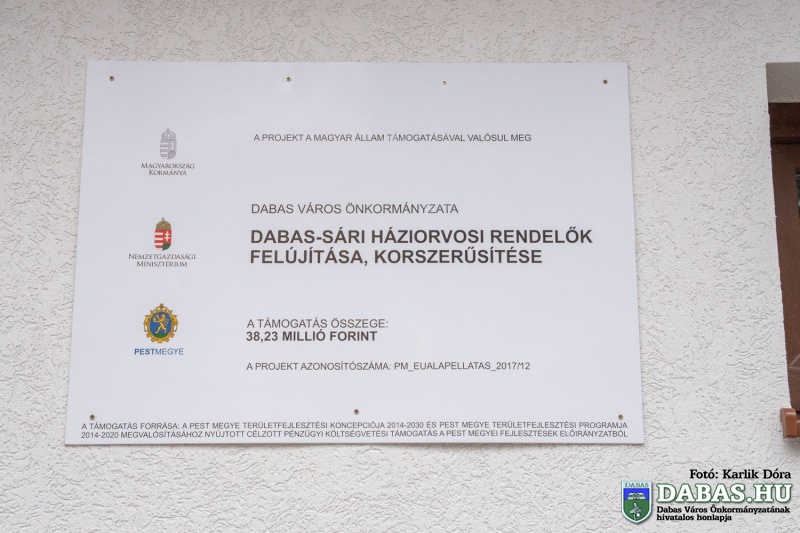 A PROJEKT A MAGYAR ÁLLAM TÁMOGATÁSÁVAL VALÓSUL MEG
MAGYARORSZÁG
KORMÁNYA
DABAS VÁROS ÖNKORMÁNYZATA
DABAS-SÁRI HÁZIORVOSI RENDELŐK
FELÚJÍTÁSA, KORSZERŰSÍTÉSE
NEMZETGAZDASÁGI
MINISZTÉRIUM
A TÁMOGATÁS ÖSSZEGE:
38,23 MILLIÓ FORINT
PESTMEGYE
A PROJEKT AZONOSÍTÓSZÁMA: PM_EUALAPELLATAS_2017/12
A TÁMOGATÁS FORRÁSA: A PEST MEGYE TERÜLETFEJLESZTÉSI KONCEPCIÓJA 2014-2030 ÉS PEST MEGYE TERÜLETFEJLESZTÉSI PROGRAMJA
2014-2020 MEGVALÓSÍTÁSÁHOZ NYÚJTOTT CÉLZOTT PÉNZÜGYI KÖLTSÉGVETÉSI TÁMOGATÁS A PEST MEGYEI FEJLESZTÉSEK ELŐIRÁNYZATBÓL
Fotó: Karlik Dóra
DABAS
DABAS.HU
Dabas Város Önkormányzatának
hivatalos honlapja